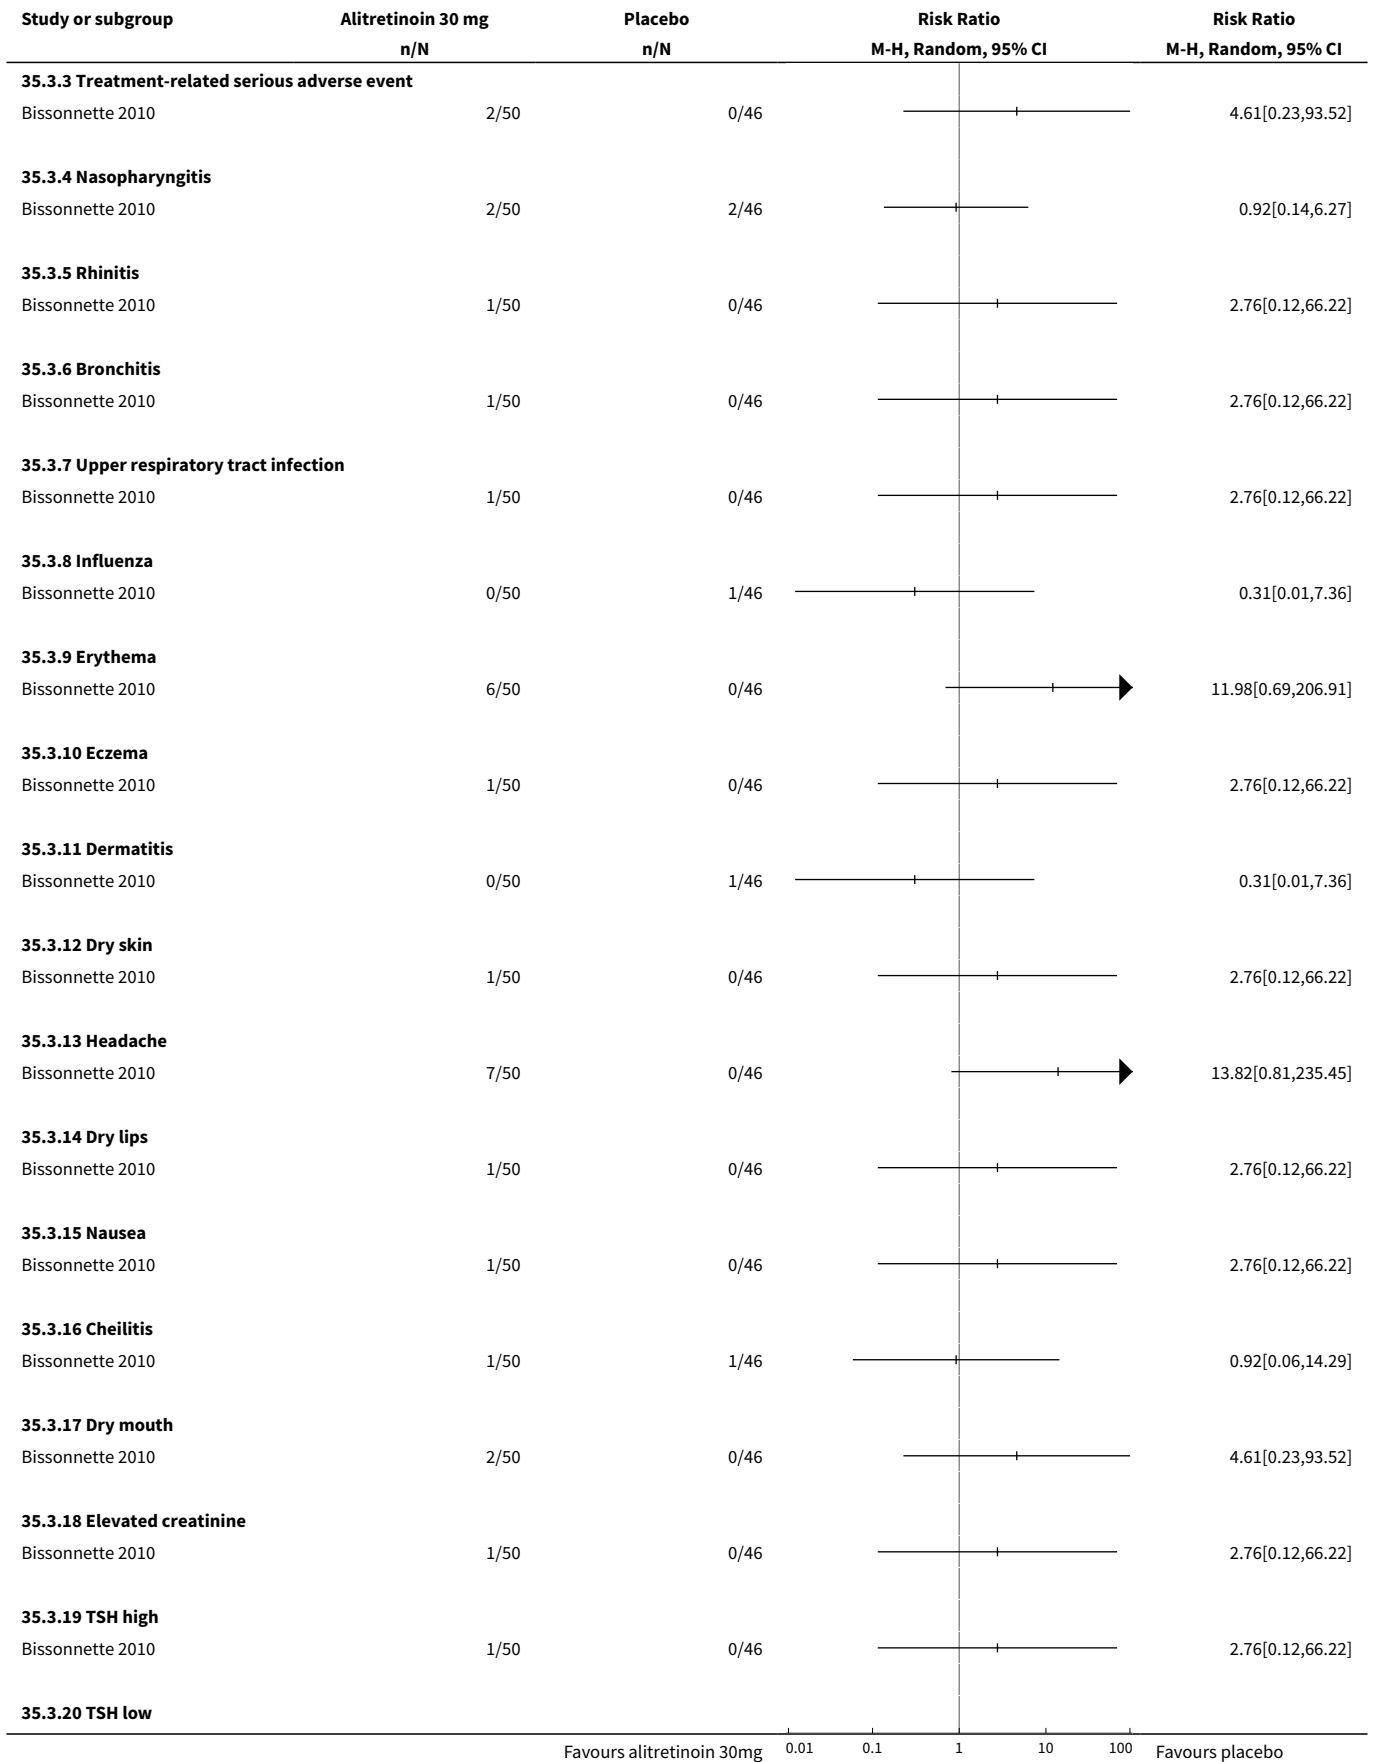 Study or subgroup Alitretinoin 30 mg Placebo Risk Ratio Risk Ratio
n/N n/N M-H, Random, 95% CI M-H, Random, 95% CI
35.3.3 Treatment-related serious adverse event
Bissonnette 2010 2/50 0/46 4.61[0.23,93.52]
35.3.4 Nasopharyngitis
Bissonnette 2010 2/50 2/46 0.92[0.14,6.27]
35.3.5 Rhinitis
Bissonnette 2010 1/50 0/46 2.76[0.12,66.22]
35.3.6 Bronchitis
Bissonnette 2010 1/50 0/46 2.76[0.12,66.22]
35.3.7 Upper respiratory tract infection
Bissonnette 2010 1/50 0/46 2.76[0.12,66.22]
35.3.8 Influenza
Bissonnette 2010 0/50 1/46 0.31[0.01,7.36]
35.3.9 Erythema
Bissonnette 2010 6/50 0/46 11.98[0.69,206.91]
35.3.10 Eczema
Bissonnette 2010 1/50 0/46 2.76[0.12,66.22]
35.3.11 Dermatitis
Bissonnette 2010 0/50 1/46 0.31[0.01,7.36]
35.3.12 Dry skin
Bissonnette 2010 1/50 0/46 2.76[0.12,66.22]
35.3.13 Headache
Bissonnette 2010 7/50 0/46 13.82[0.81,235.45]
35.3.14 Dry lips
Bissonnette 2010 1/50 0/46 2.76[0.12,66.22]
35.3.15 Nausea
Bissonnette 2010 1/50 0/46 2.76[0.12,66.22]
35.3.16 Cheilitis
Bissonnette 2010 1/50 1/46 0.92[0.06,14.29]
35.3.17 Dry mouth
Bissonnette 2010 2/50 0/46 4.61[0.23,93.52]
35.3.18 Elevated creatinine
Bissonnette 2010 1/50 0/46 2.76[0.12,66.22]
35.3.19 TSH high
Bissonnette 2010 1/50 0/46 2.76[0.12,66.22]
35.3.20 TSH low
Favours alitretinoin 30mg 0.01 0.1 1 10 100 Favours placebo